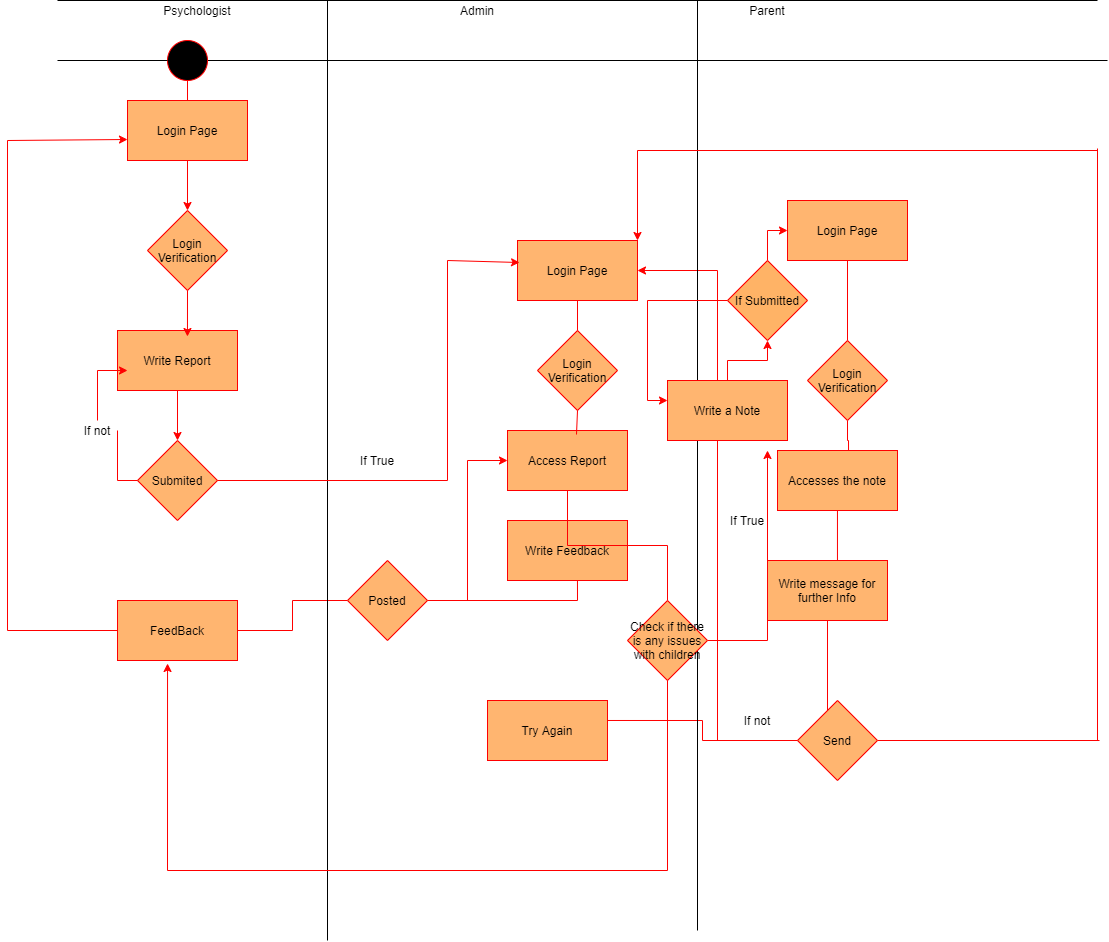 Psychologist
Admin
Parent
Login Page
Login
Verification
Write Report
If not
Submited
FeedBack
If True
Login Page
Login
Verification
Access Report
Write Feedback
Posted
Check if there
is any issues
with children
Try Again
Login Page
If Submitted
Login
Verification
Write a Note
Accesses the note
If True
Write message for
further Info
If not
Send